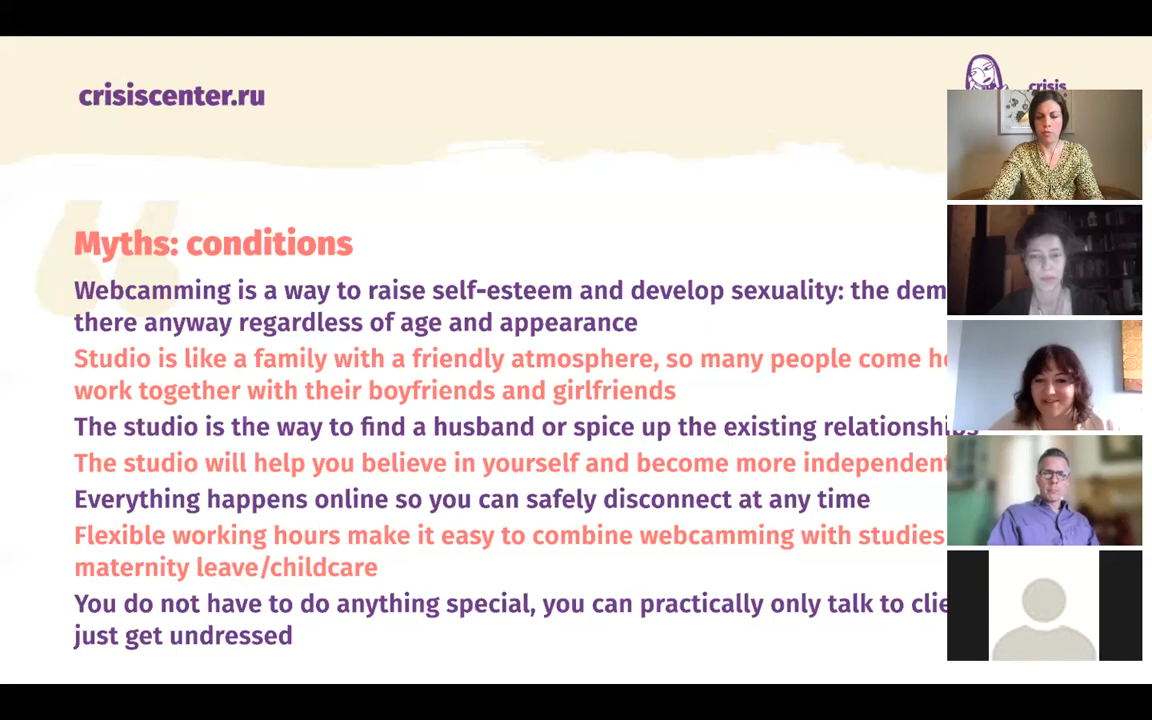 crisiscenter.ru
crisis
Myths: conditions
Webcamming is a way to raise self-esteem and develop sexuality: the
there anyway regardless of age and appearance
Studio is like a family with a friendly atmosphere, so many people come
work together with their boyfriends and girlfriends
The studio is the way to find a husband or spice up the existing relationships
The studio will help you believe in yourself and become more independent
Everything happens online so you can safely disconnect at any time
Flexible working hours make it easy to combine webcamming with studies
maternity leave/childcare
You do not have to do anything special, you can practically only talk to
just get undressed